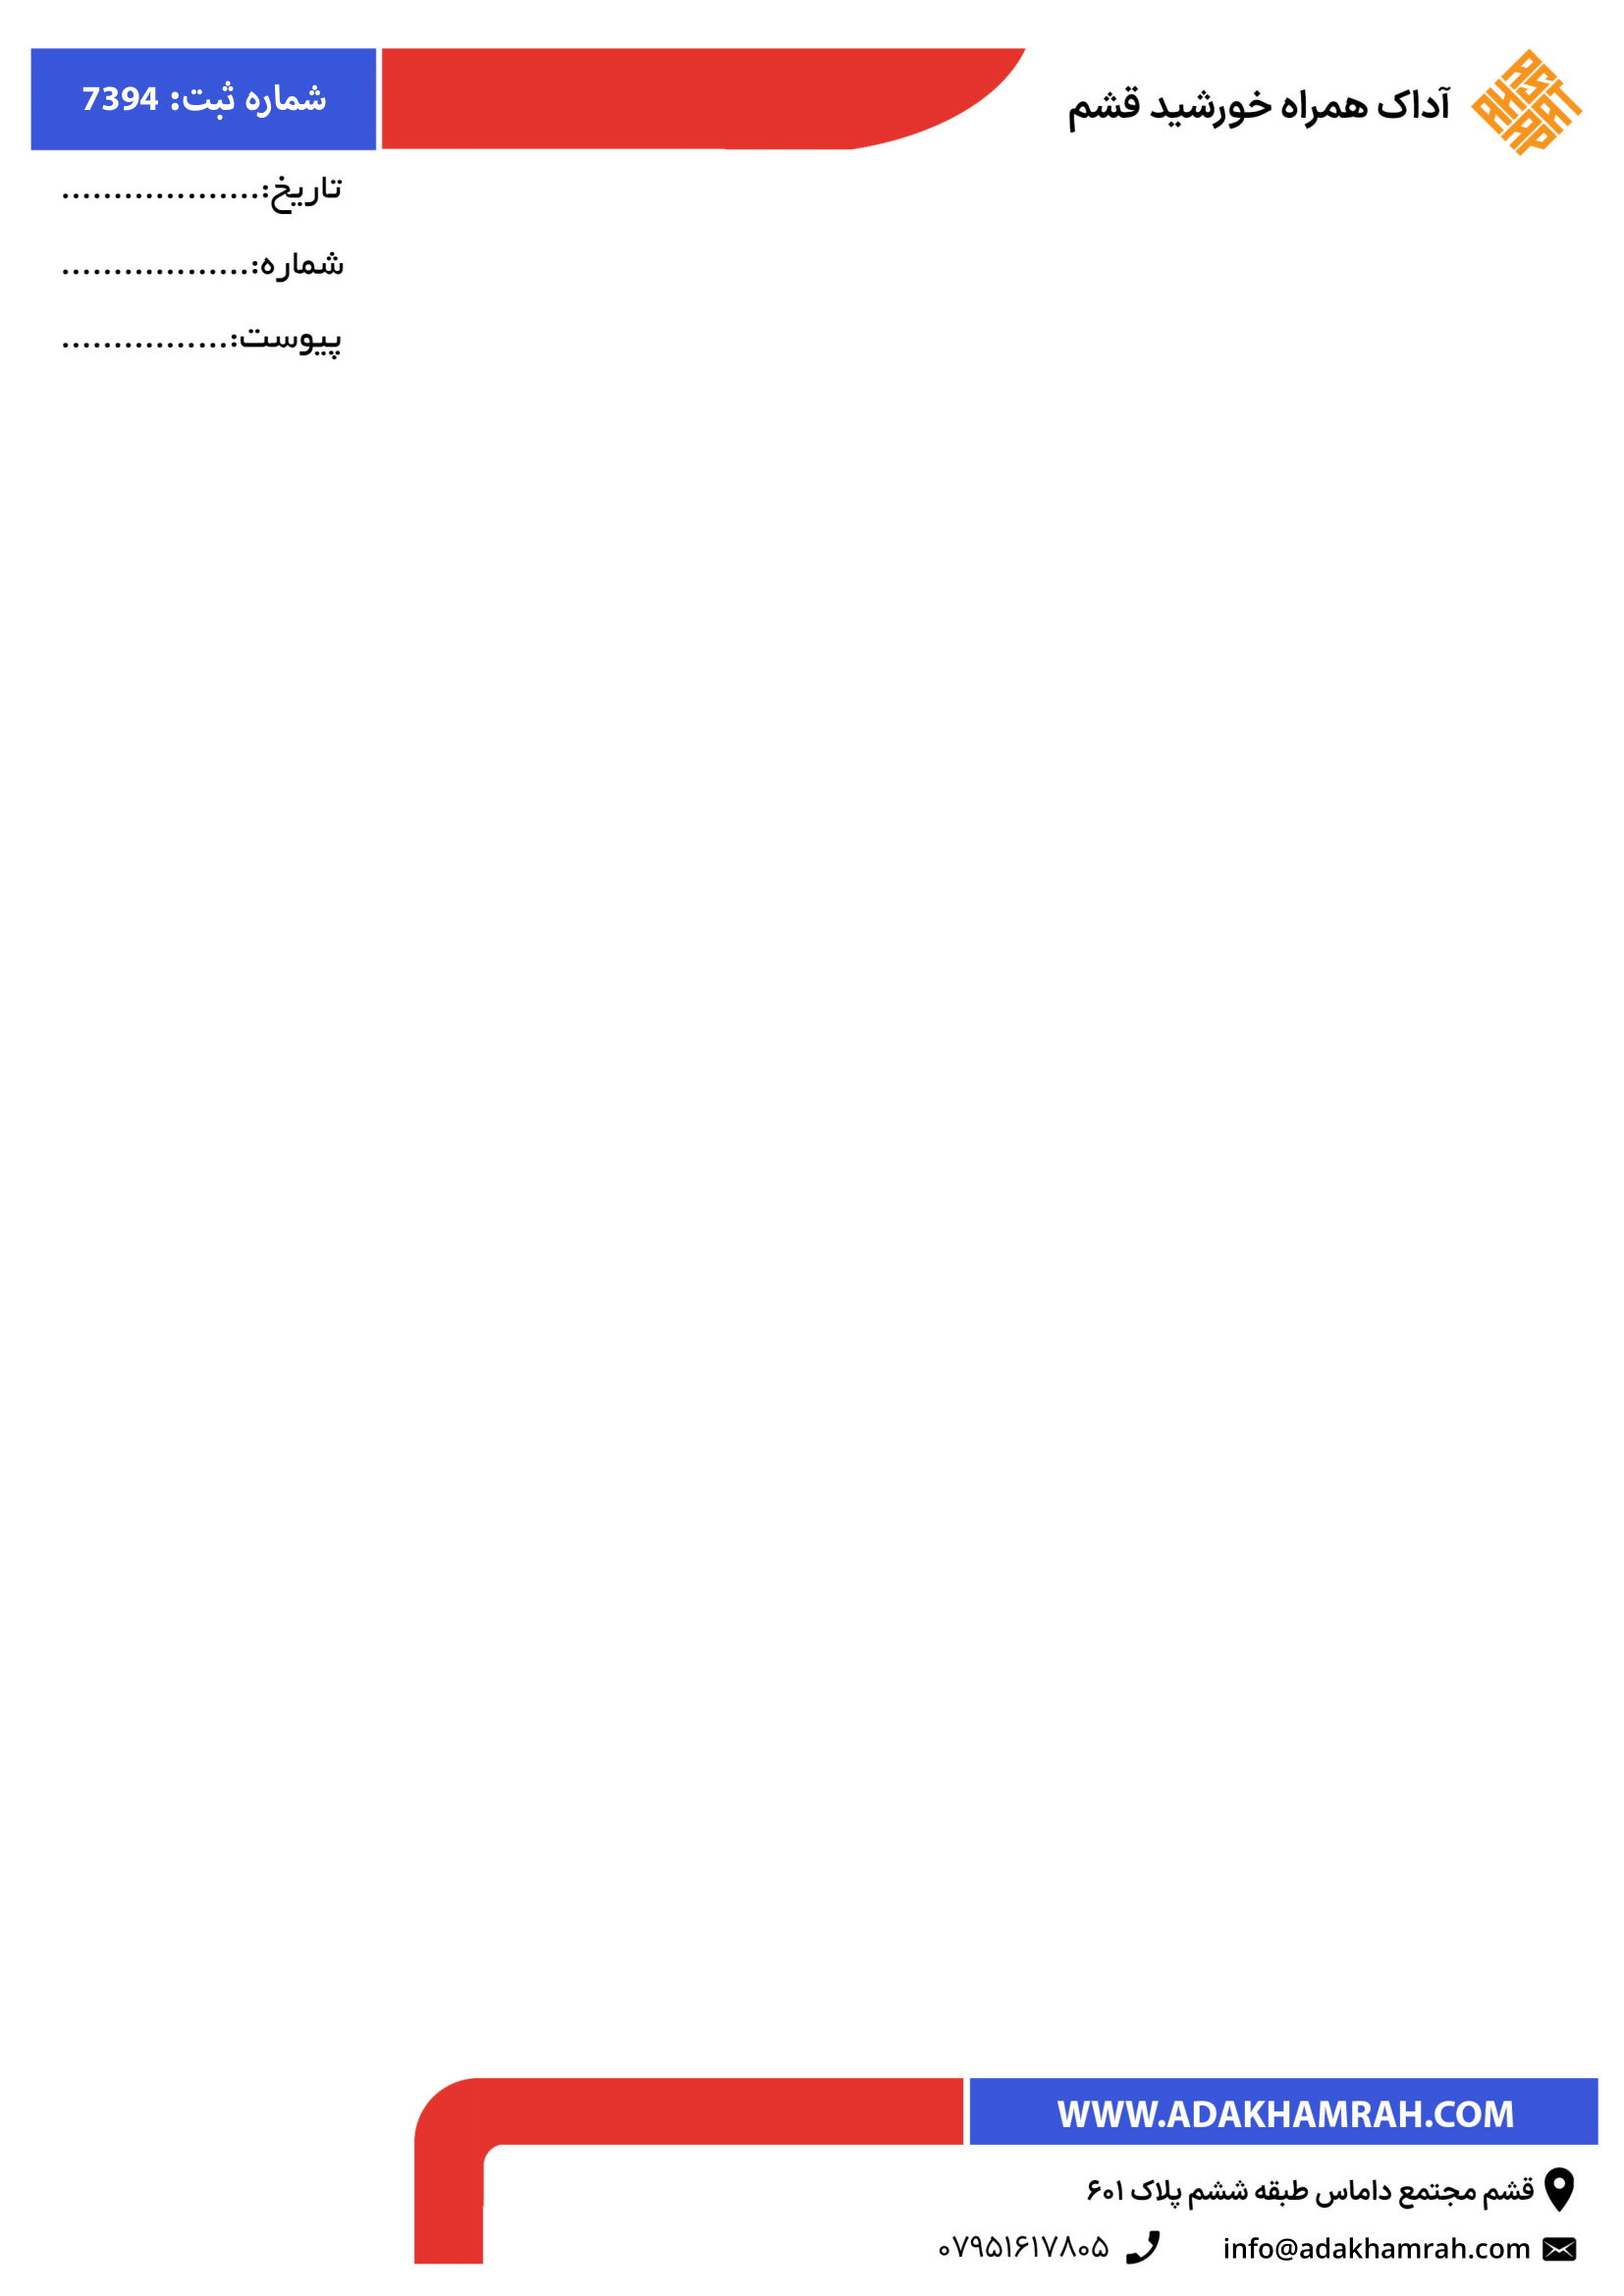 آداک همراه خورشید قشم
شماره ثبت: 7394
تاریخ:...................
شماره:..................
پیوست:................
WWW.ADAKHAMRAH.COM
قشم مجتمع داماس طبقه ششم پلاک ۶۰۱
info@adakhamrah.com
۰۷۹۵۱۶۱۷۸۰۵